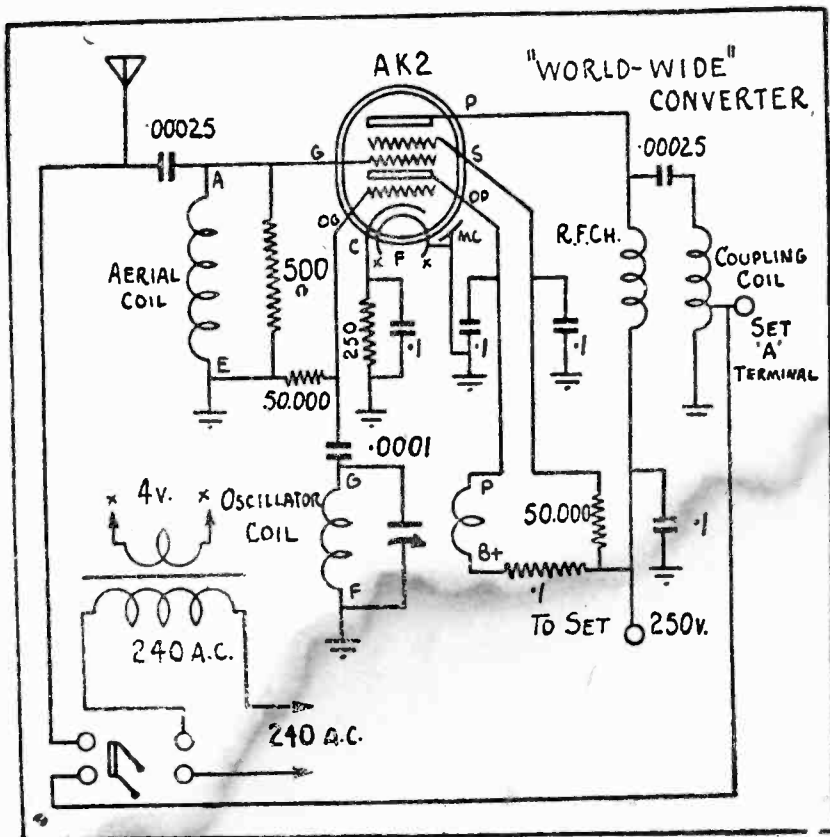 AK2
"WORLD-WIDE"
CONVERTER
P
.00025
.00025
A
G
S
OG
OP
C
F
MC
x
x
R.F.CH.
AERIAL
COIL
500
Ω
COUPLING
COIL
SET
'A'
TERMINAL
250
.1
.1
.1
E
50.000
.0001
G
P
x 4V. x
OSCILLATOR
COIL
50.000
.1
B+
F
.1
TO SET
250V.
240 A.C.
240 A.C.